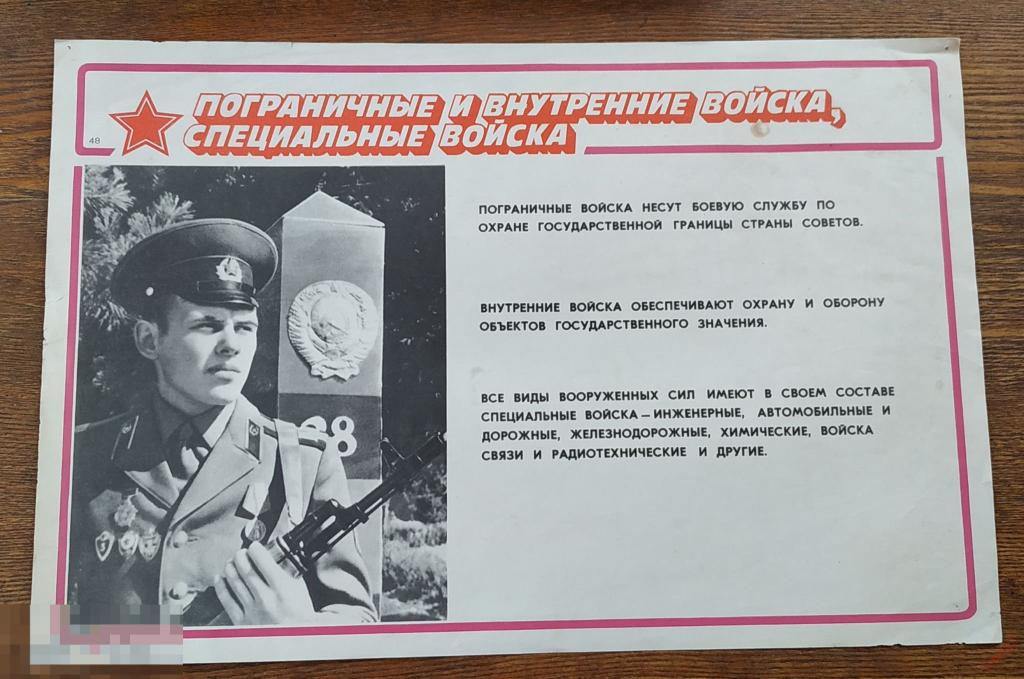 48
ПОГРАНИЧНЫЕ И ВНУТРЕННИЕ ВОЙСКА,
СПЕЦИАЛЬНЫЕ ВОЙСКА
ПОГРАНИЧНЫЕ ВОЙСКА НЕСУТ БОЕВУЮ СЛУЖБУ ПО
ОХРАНЕ ГОСУДАРСТВЕННОЙ ГРАНИЦЫ СТРАНЫ СОВЕТОВ.
ВНУТРЕННИЕ ВОЙСКА ОБЕСПЕЧИВАЮТ ОХРАНУ И ОБОРОНУ
ОБЪЕКТОВ ГОСУДАРСТВЕННОГО ЗНАЧЕНИЯ.
ВСЕ ВИДЫ ВООРУЖЕННЫХ СИЛ ИМЕЮТ В СВОЕМ СОСТАВЕ
СПЕЦИАЛЬНЫЕ ВОЙСКА — ИНЖЕНЕРНЫЕ, АВТОМОБИЛЬНЫЕ И
ДОРОЖНЫЕ, ЖЕЛЕЗНОДОРОЖНЫЕ, ХИМИЧЕСКИЕ, ВОЙСКА
СВЯЗИ И РАДИОТЕХНИЧЕСКИЕ И ДРУГИЕ.